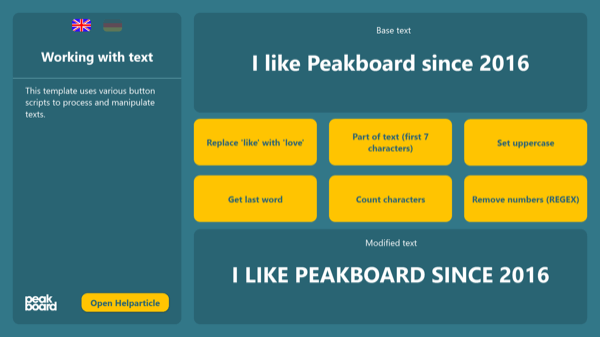 Working with text
This template uses various button
scripts to process and manipulate
texts.
peak
board
Open Helparticle
Base text
I like Peakboard since 2016
Replace 'like' with 'love'
Part of text (first 7
characters)
Set uppercase
Get last word
Count characters
Remove numbers (REGEX)
Modified text
I LIKE PEAKBOARD SINCE 2016